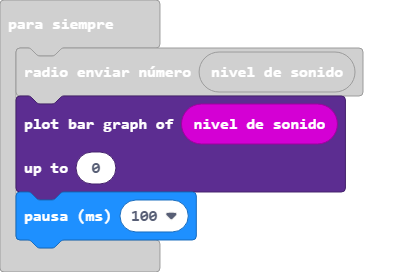 para siempre
radio enviar número nivel de sonido
plot bar graph of nivel de sonido
up to 0
pausa (ms) 100